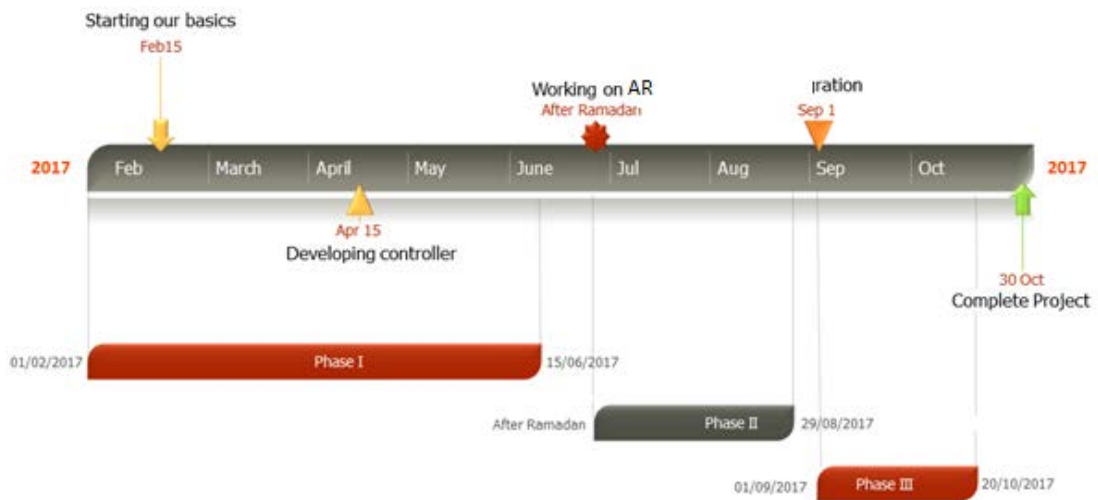 Starting our basics
Feb15
Working on AR
After Ramadan
Sep 1
2017
Feb
March
April
May
June
Jul
Aug
Sep
Oct
2017
Apr 15
Developing controller
30 Oct
Complete Project
01/02/2017
Phase I
15/06/2017
After Ramadan
Phase II
29/08/2017
01/09/2017
Phase III
20/10/2017